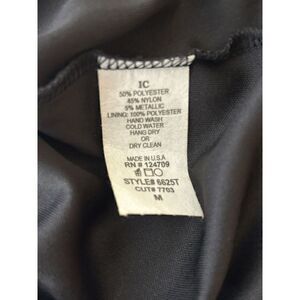 IC
50% POLYESTER
45% NYLON
5% METALLIC
LINING: 100% POLYESTER
HAND WASH
COLD WATER
HANG DRY
OR
DRY CLEAN
MADE IN U.S.A
RN # 124709
STYLE# 6625T
CUT# 7703
M